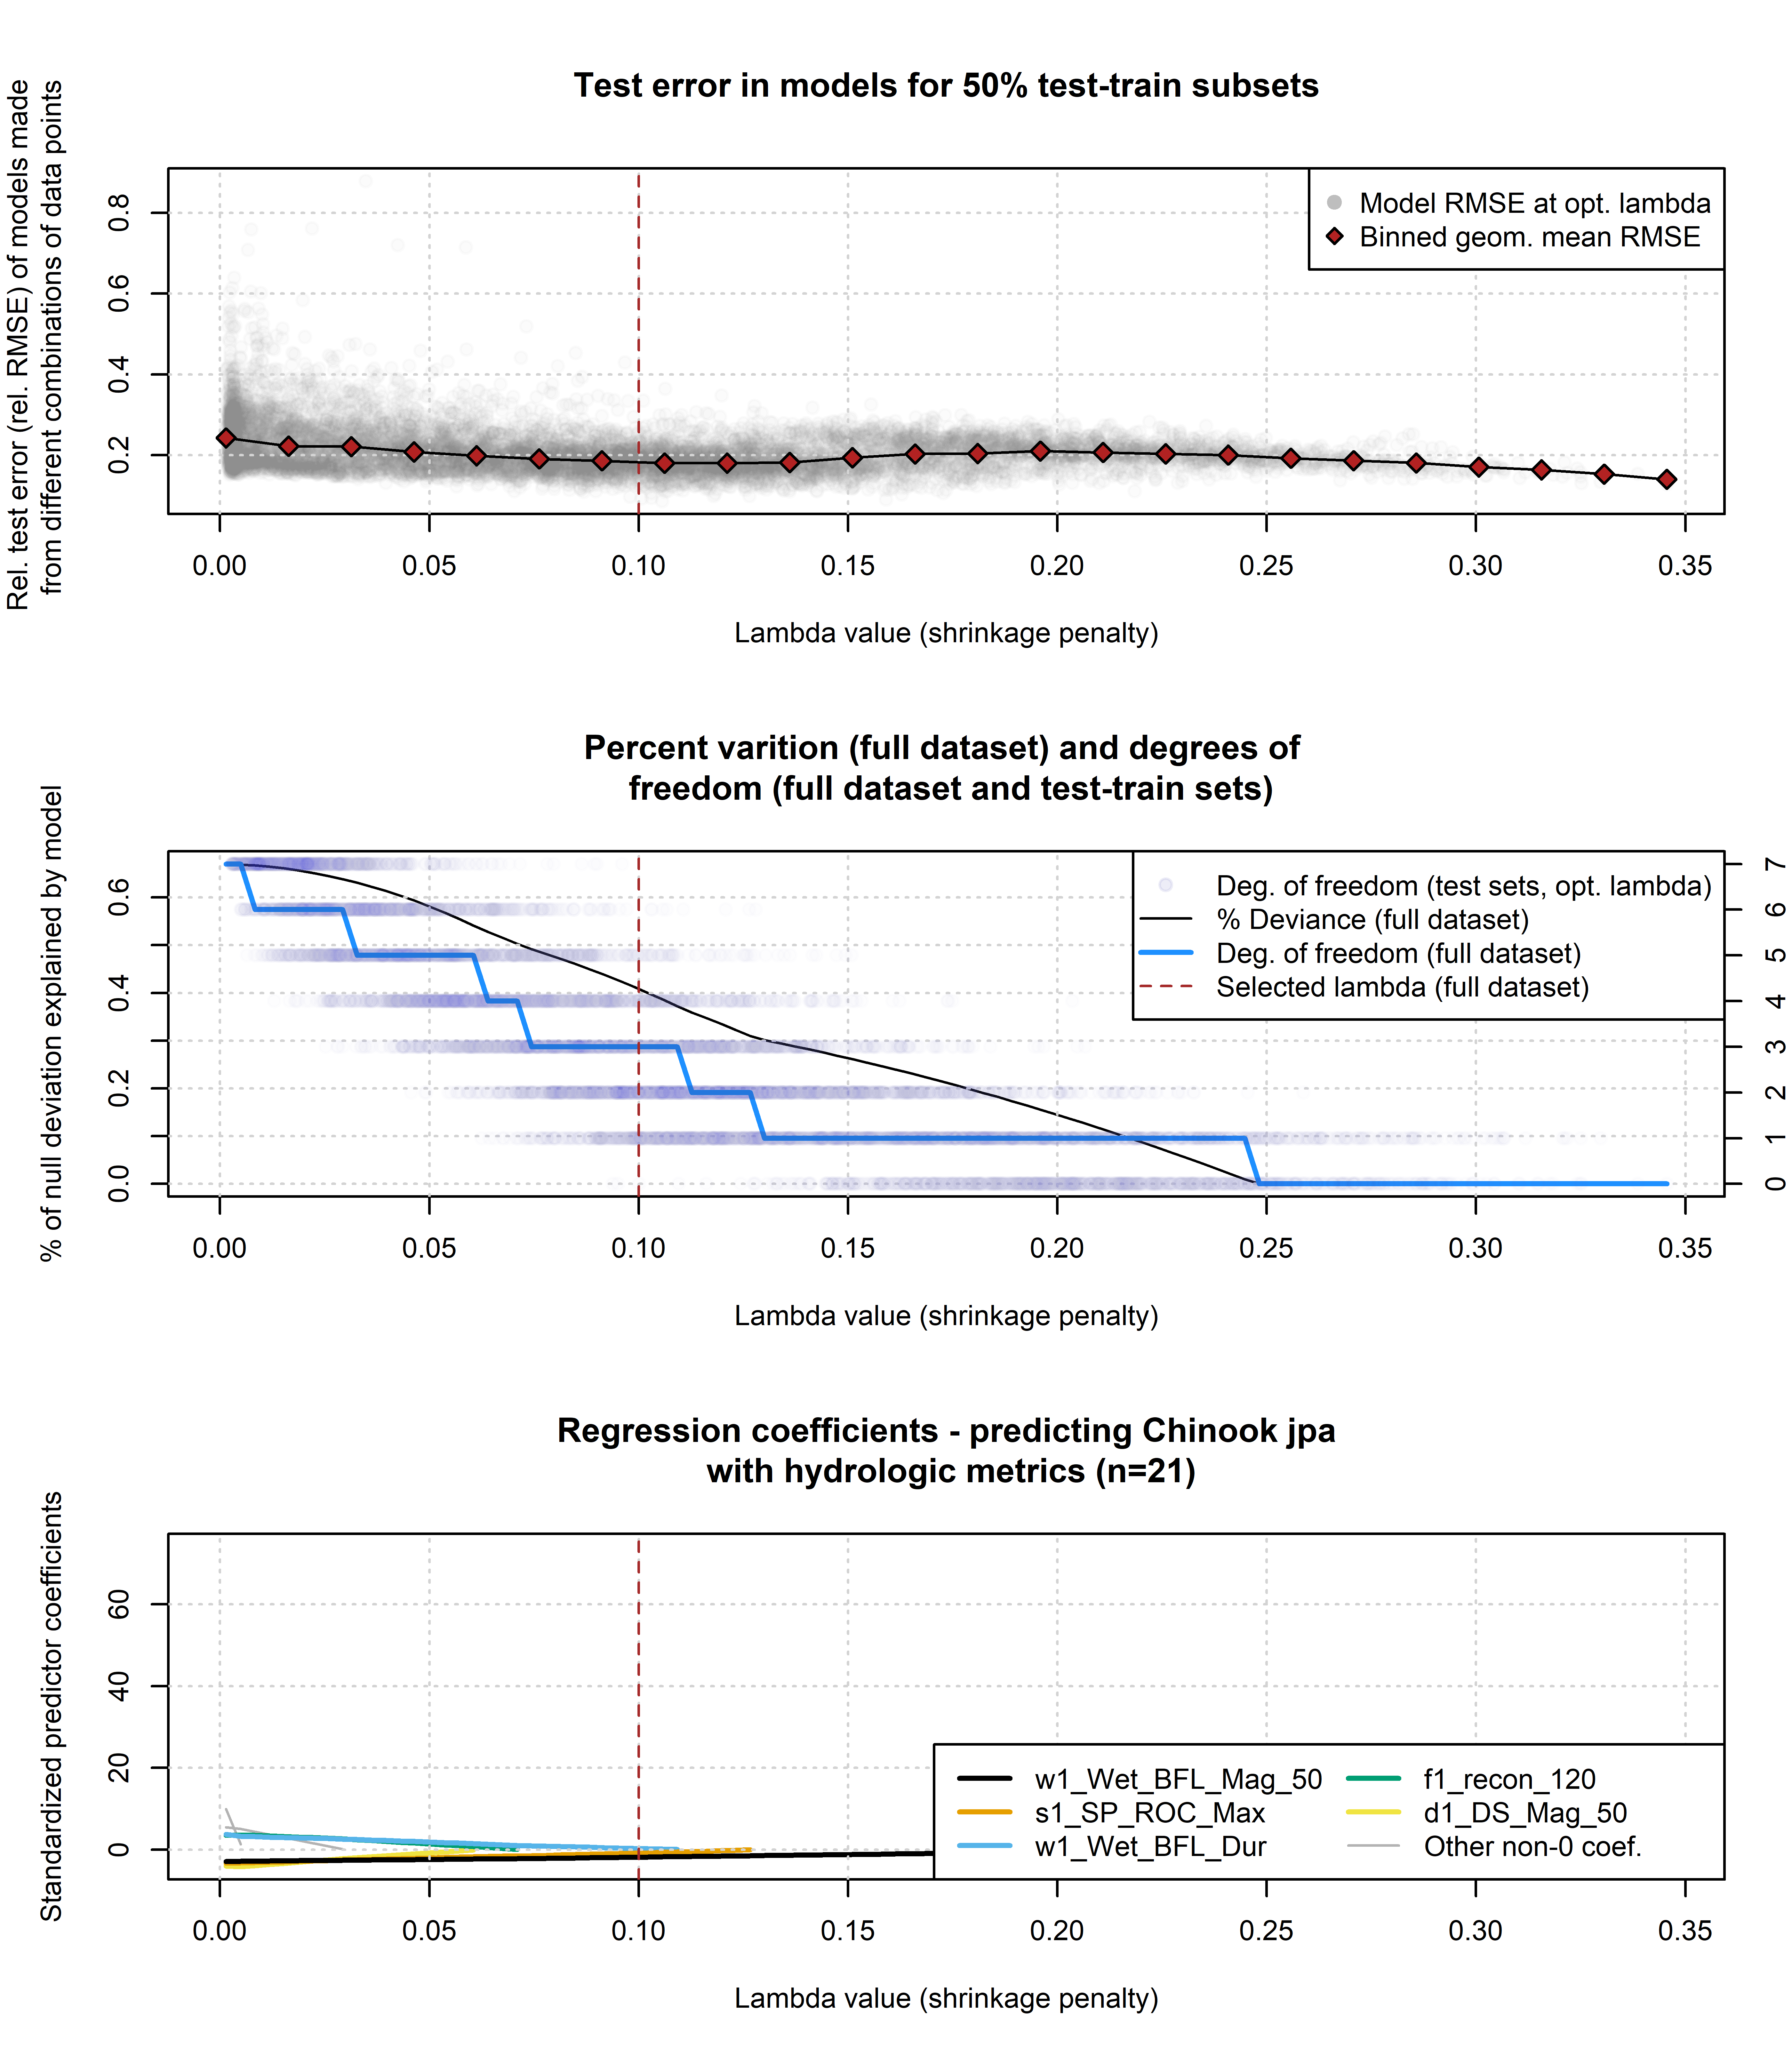 Test error in models for 50% test-train subsets
Rel. test error (rel. RMSE) of models made
from different combinations of data points
0.8
0.6
0.4
0.2
Model RMSE at opt. lambda
Binned geom. mean RMSE
0.00 0.05 0.10 0.15 0.20 0.25 0.30 0.35
Lambda value (shrinkage penalty)
Percent varition (full dataset) and degrees of
freedom (full dataset and test-train sets)
% of null deviation explained by model
0.6
0.4
0.2
0.0
Deg. of freedom (test sets, opt. lambda)
% Deviance (full dataset)
Deg. of freedom (full dataset)
Selected lambda (full dataset)
7
6
5
4
3
2
1
0
0.00 0.05 0.10 0.15 0.20 0.25 0.30 0.35
Lambda value (shrinkage penalty)
Regression coefficients - predicting Chinook jpa
with hydrologic metrics (n=21)
Standardized predictor coefficients
60
40
20
0
w1_Wet_BFL_Mag_50
s1_SP_ROC_Max
w1_Wet_BFL_Dur
f1_recon_120
d1_DS_Mag_50
Other non-0 coef.
0.00 0.05 0.10 0.15 0.20 0.25 0.30 0.35
Lambda value (shrinkage penalty)